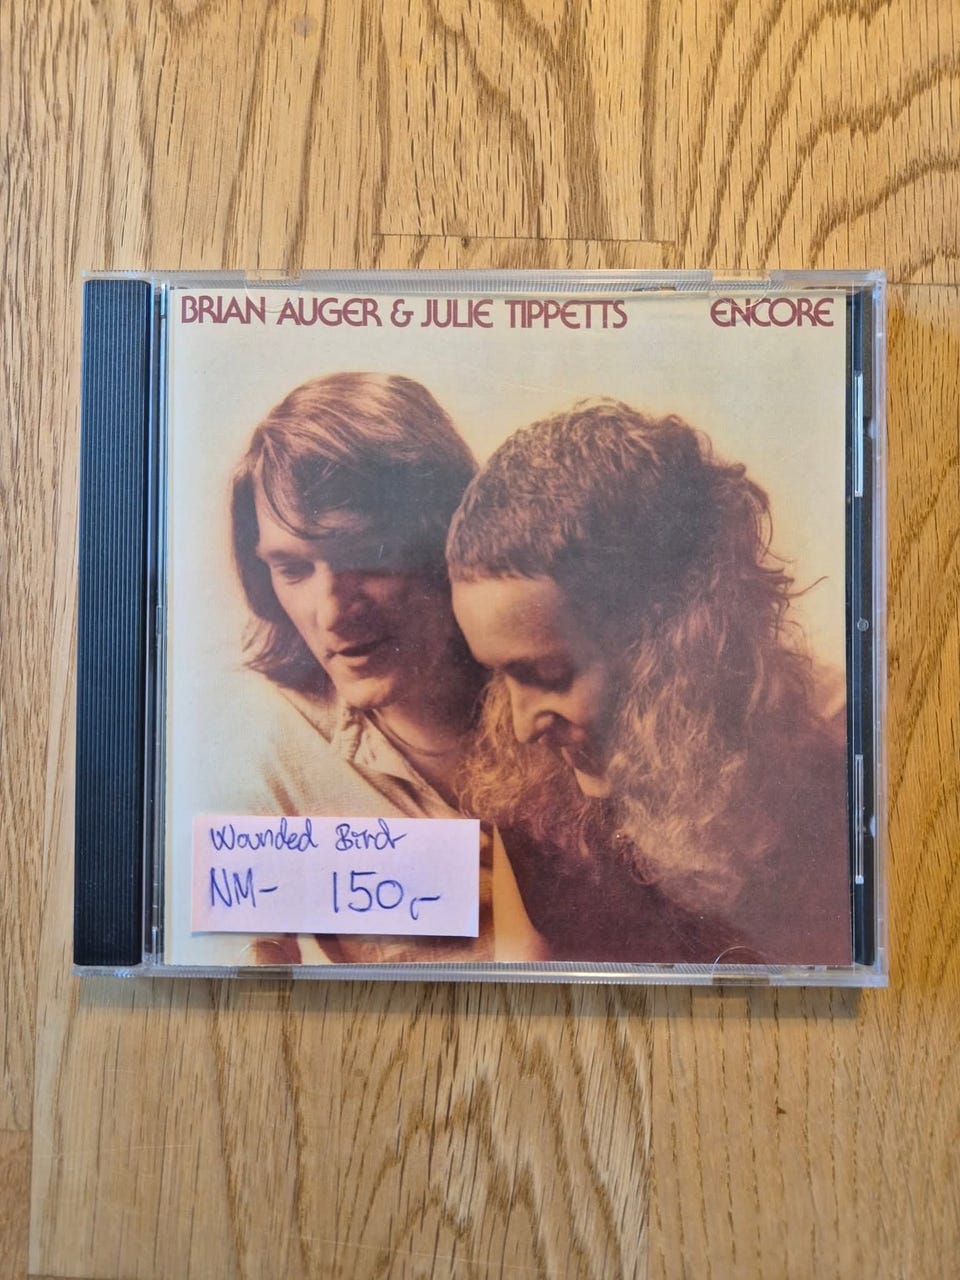 BRIAN AUGER & JULIE TIPPETTS ENCORE
Wounded Bird
NM- 150,-